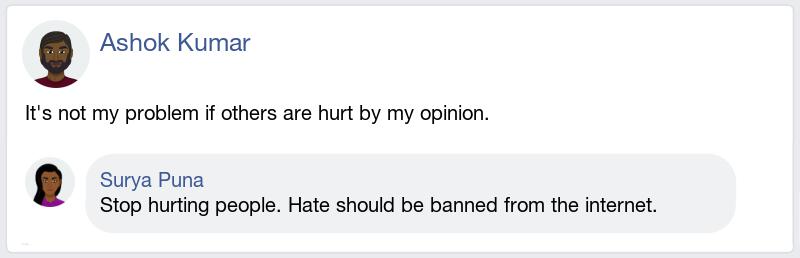 Ashok Kumar
It's not my problem if others are hurt by my opinion.
Surya Puna
Stop hurting people. Hate should be banned from the internet.